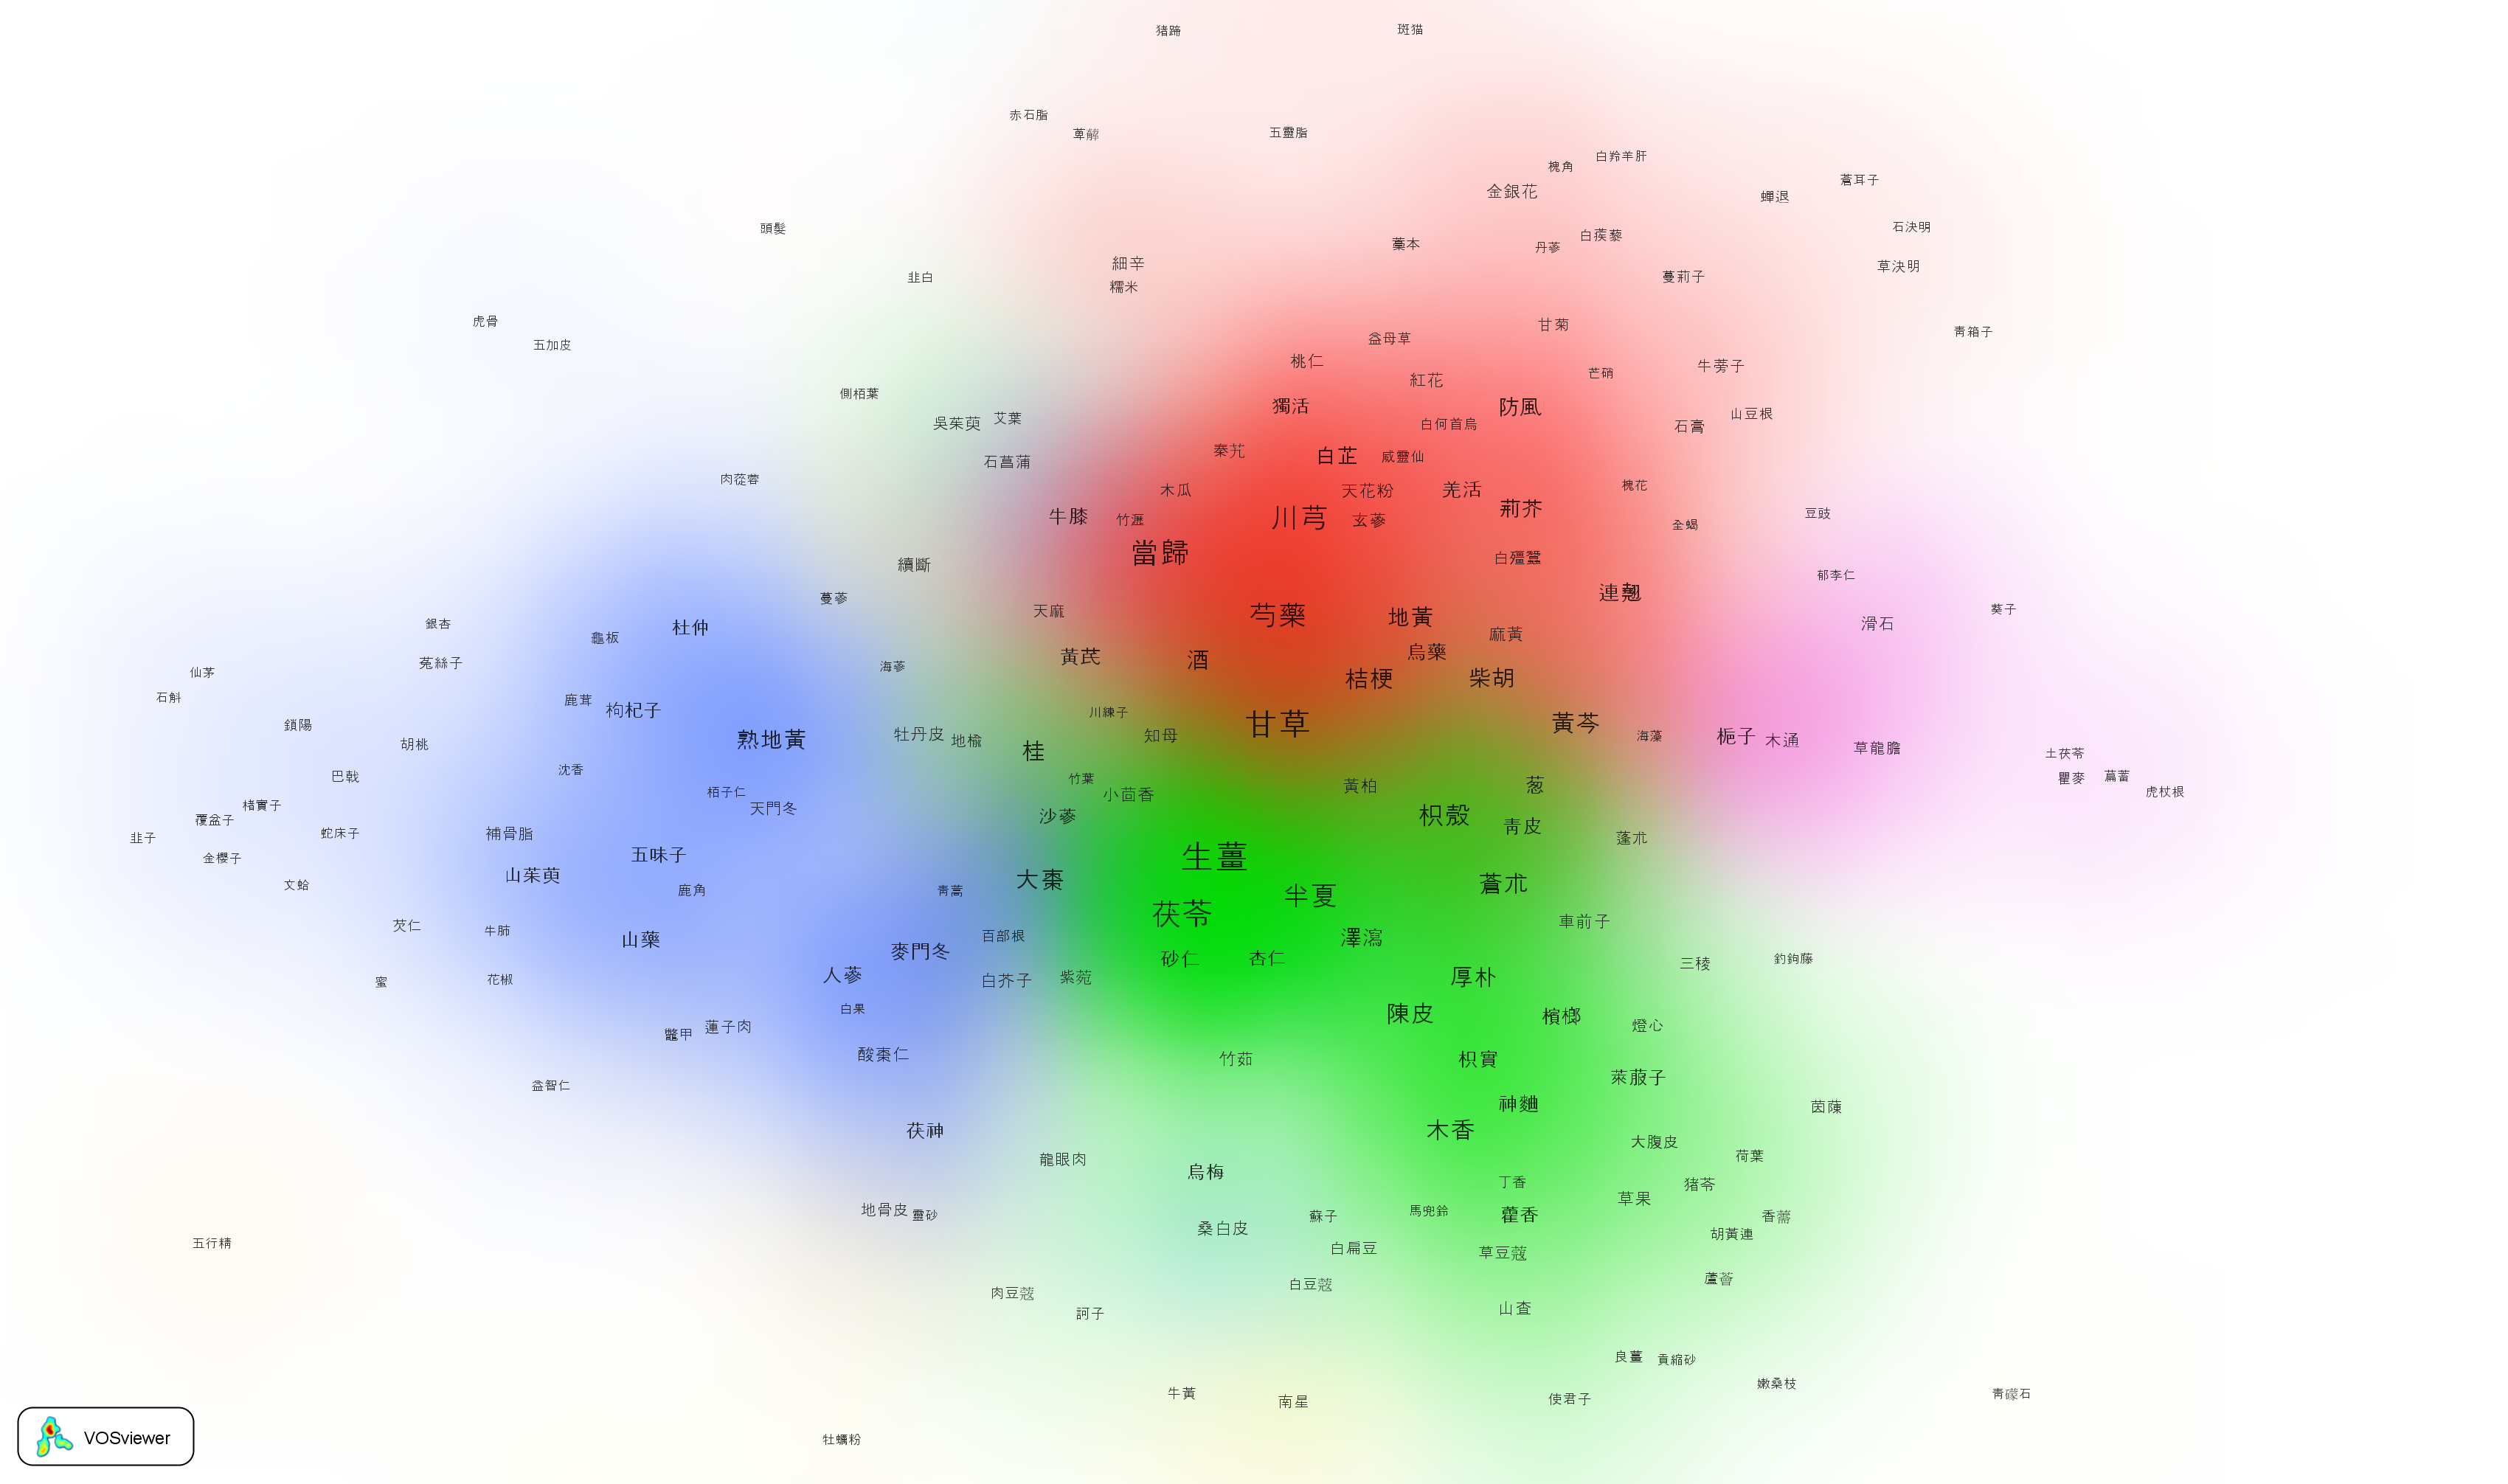 猪蹄
斑猫
赤石脂
萆薢
五靈脂
槐角
白羚羊肝
金銀花
蟬退
蒼耳子
頭髮
石決明
白蒺藜
藁本
丹蔘
細辛
草決明
韭白
蔓莉子
糯米
虎骨
甘菊
青箱子
五加皮
益母草
桃仁
牛蒡子
紅花
芒硝
側栢葉
獨活
防風
山豆根
艾葉
吳茱萸
白何首烏
石膏
秦艽
白芷
威靈仙
石菖蒲
肉蓯蓉
木瓜
天花粉
羌活
槐花
牛膝
竹瀝
川芎
玄蔘
荊芥
豆豉
全蝎
當歸
白殭蠶
續斷
郁李仁
連翹
蔓蔘
天麻
芍藥
地黃
葵子
銀杏
杜仲
滑石
龜板
麻黃
烏藥
菟絲子
黃芪
酒
海蔘
仙茅
桔梗
柴胡
石斛
鹿茸
枸杞子
川練子
鎖陽
甘草
黃芩
熟地黃
牡丹皮
地楡
知母
海藻
梔子
木通
胡桃
桂
草龍膽
土茯苓
沈香
巴戟
竹葉
瞿麥
萹蓄
栢子仁
小茴香
黃柏
葱
虎杖根
楮實子
天門冬
沙蔘
枳殼
覆盆子
靑皮
韭子
蛇床子
補骨脂
蓬朮
金櫻子
五味子
生薑
山茱萸
大棗
文蛤
鹿角
靑蒿
半夏
蒼朮
茯苓
芡仁
牛肺
山藥
百部根
車前子
澤瀉
麥門冬
砂仁
杏仁
三稜
釣鉤藤
蜜
花椒
人蔘
白芥子
紫菀
厚朴
白果
陳皮
檳榔
鼈甲
蓮子肉
燈心
酸棗仁
竹茹
枳實
益智仁
萊菔子
神麯
茵蔯
茯神
木香
大腹皮
龍眼肉
荷葉
烏梅
丁香
猪苓
草果
地骨皮
靈砂
蘇子
馬兜鈴
藿香
香薷
桑白皮
胡黃連
五行精
白扁豆
草豆蔻
蘆薈
白豆蔻
肉豆蔻
訶子
山査
良薑
貢縮砂
嫩桑枝
牛黃
南星
使君子
靑礞石
牡蠣粉
VOSviewer